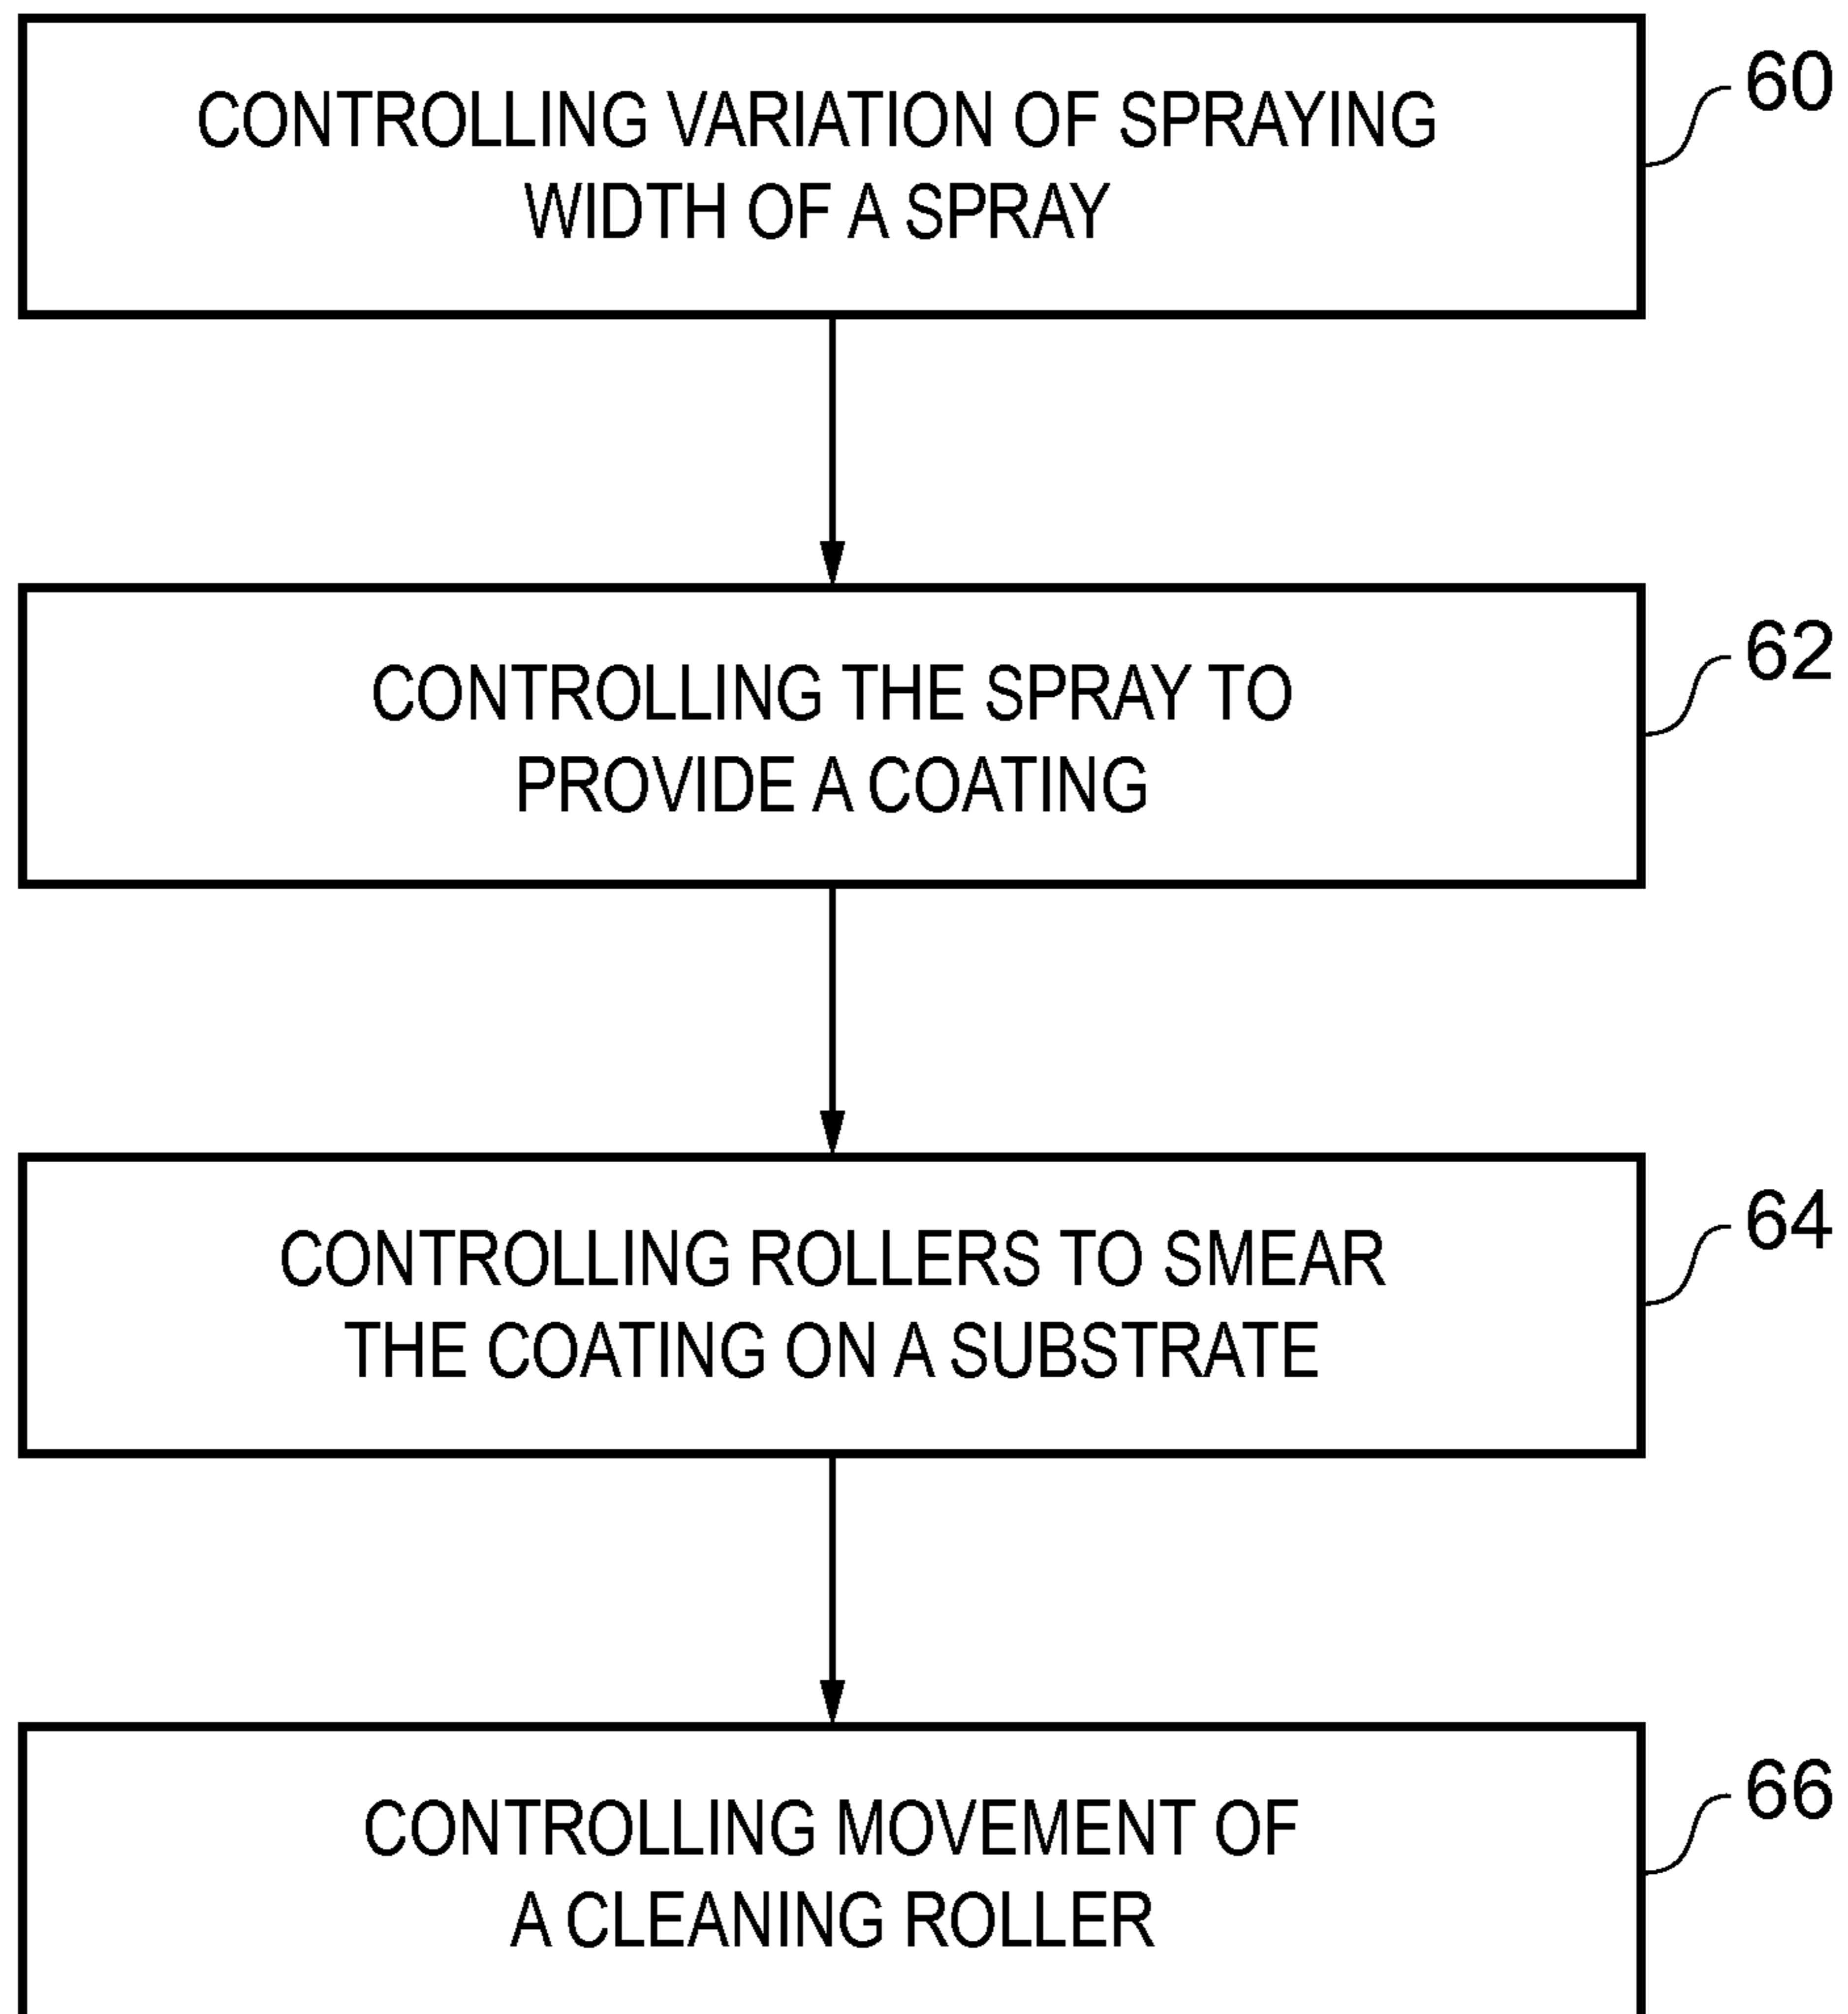 CONTROLLING VARIATION OF SPRAYING
WIDTH OF A SPRAY
60
CONTROLLING THE SPRAY TO
PROVIDE A COATING
62
CONTROLLING ROLLERS TO SMEAR
THE COATING ON A SUBSTRATE
64
CONTROLLING MOVEMENT OF
A CLEANING ROLLER
66